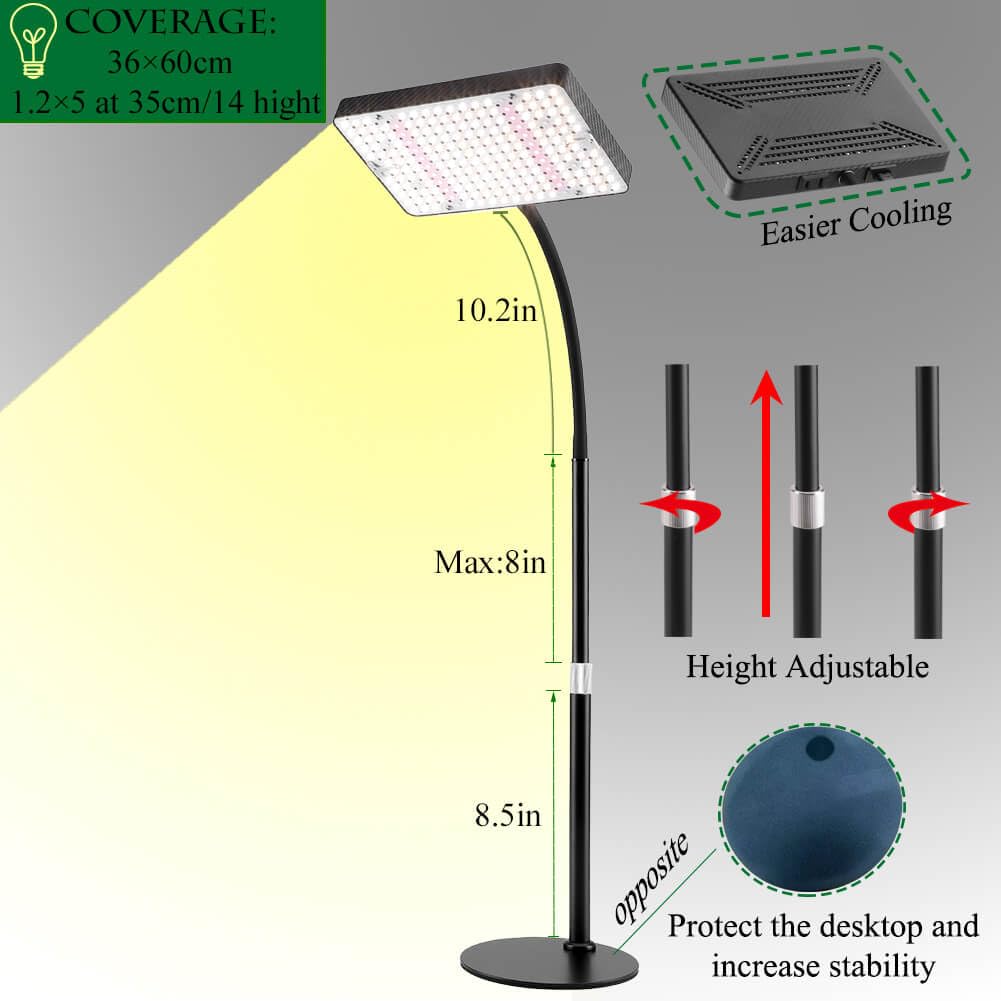 COVERAGE:
36×60cm
1.2×5 at 35cm/14 hight
Easier Cooling
10.2in
Max:8in
Height Adjustable
8.5in
opposite
Protect the desktop and
increase stability